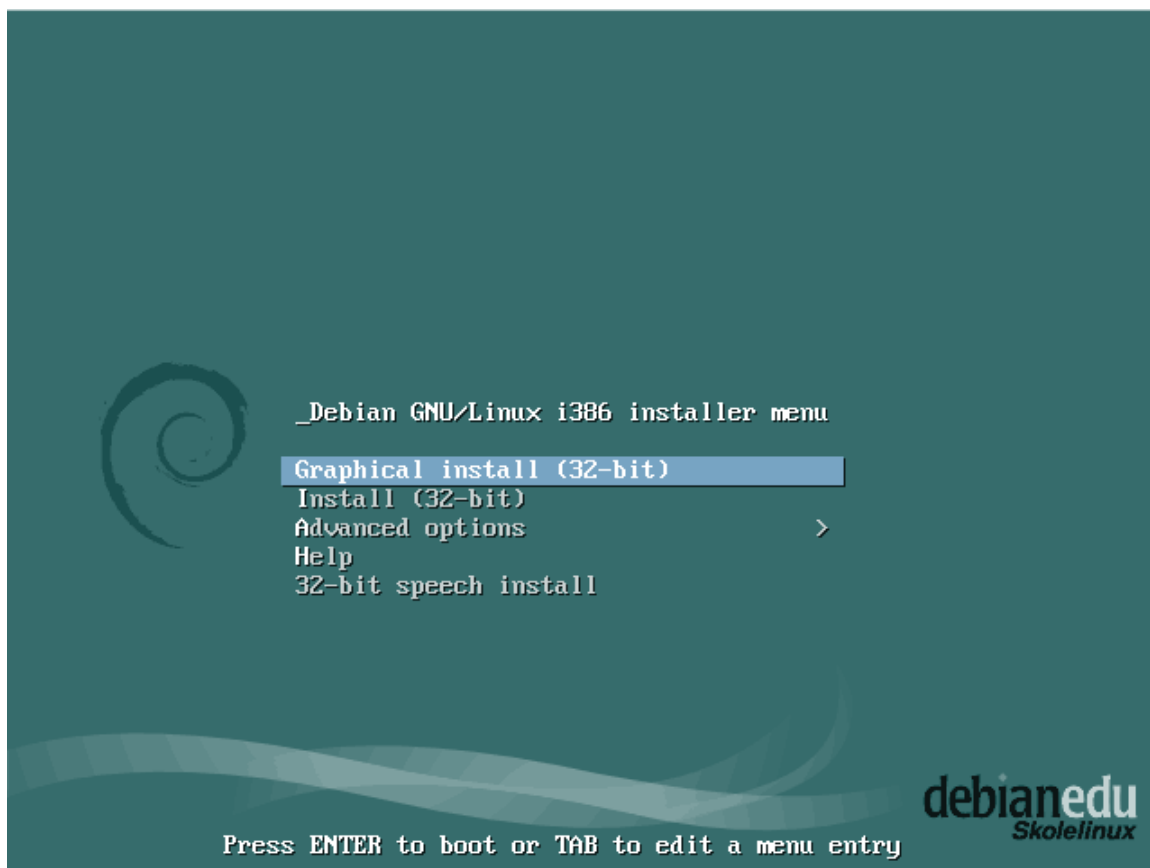 _Debian GNU/Linux i386 installer menu
Graphical install (32-bit)
Install (32-bit)
Advanced options >
Help
32-bit speech install
debianedu
Skolelinux
Press ENTER to boot or TAB to edit a menu entry